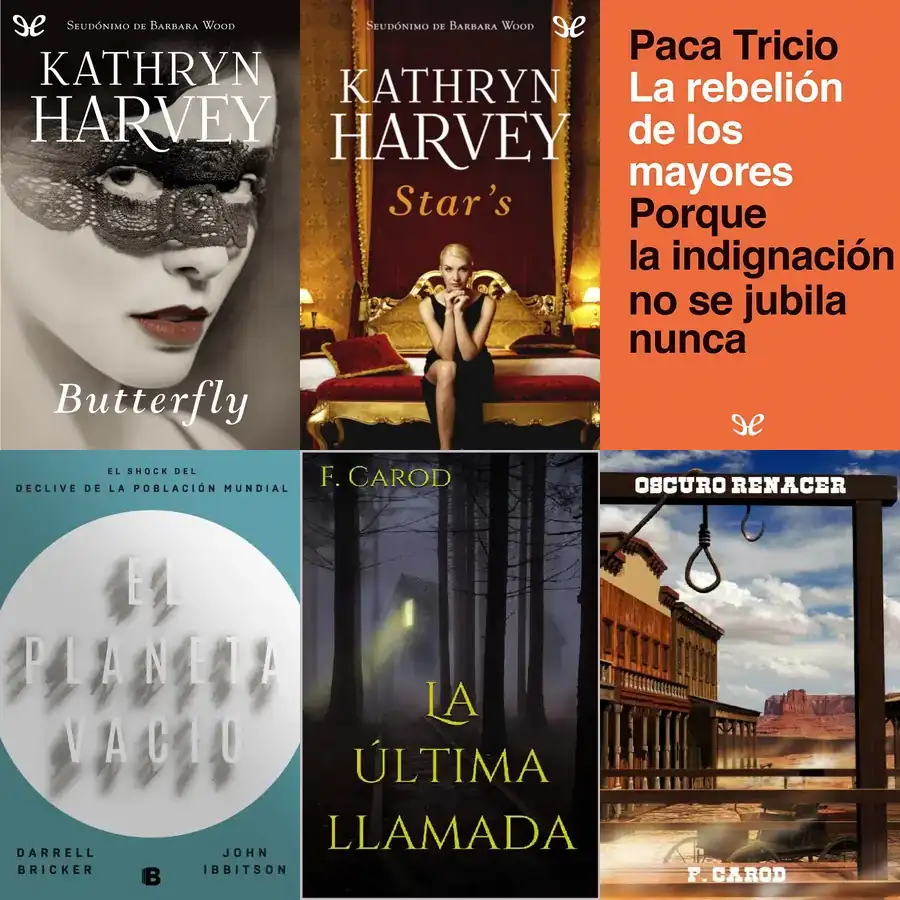 SEUDÓNIMO DE BARBARA WOOD
KATHRYN
HARVEY
Butterfly
SEUDÓNIMO DE BARBARA WOOD
KATHRYN
HARVEY
Star's
Paca Tricio
La rebelión
de los
mayores
Porque
la indignación
no se jubila
nunca
EL SHOCK DEL
DECLIVE DE LA POBLACIÓN MUNDIAL
EL
PLANETA
VACÍO
DARRELL
BRICKER
B
JOHN
IBBITSON
F. CAROD
LA
ÚLTIMA
LLAMADA
OSCURO RENACER
F. CAROD